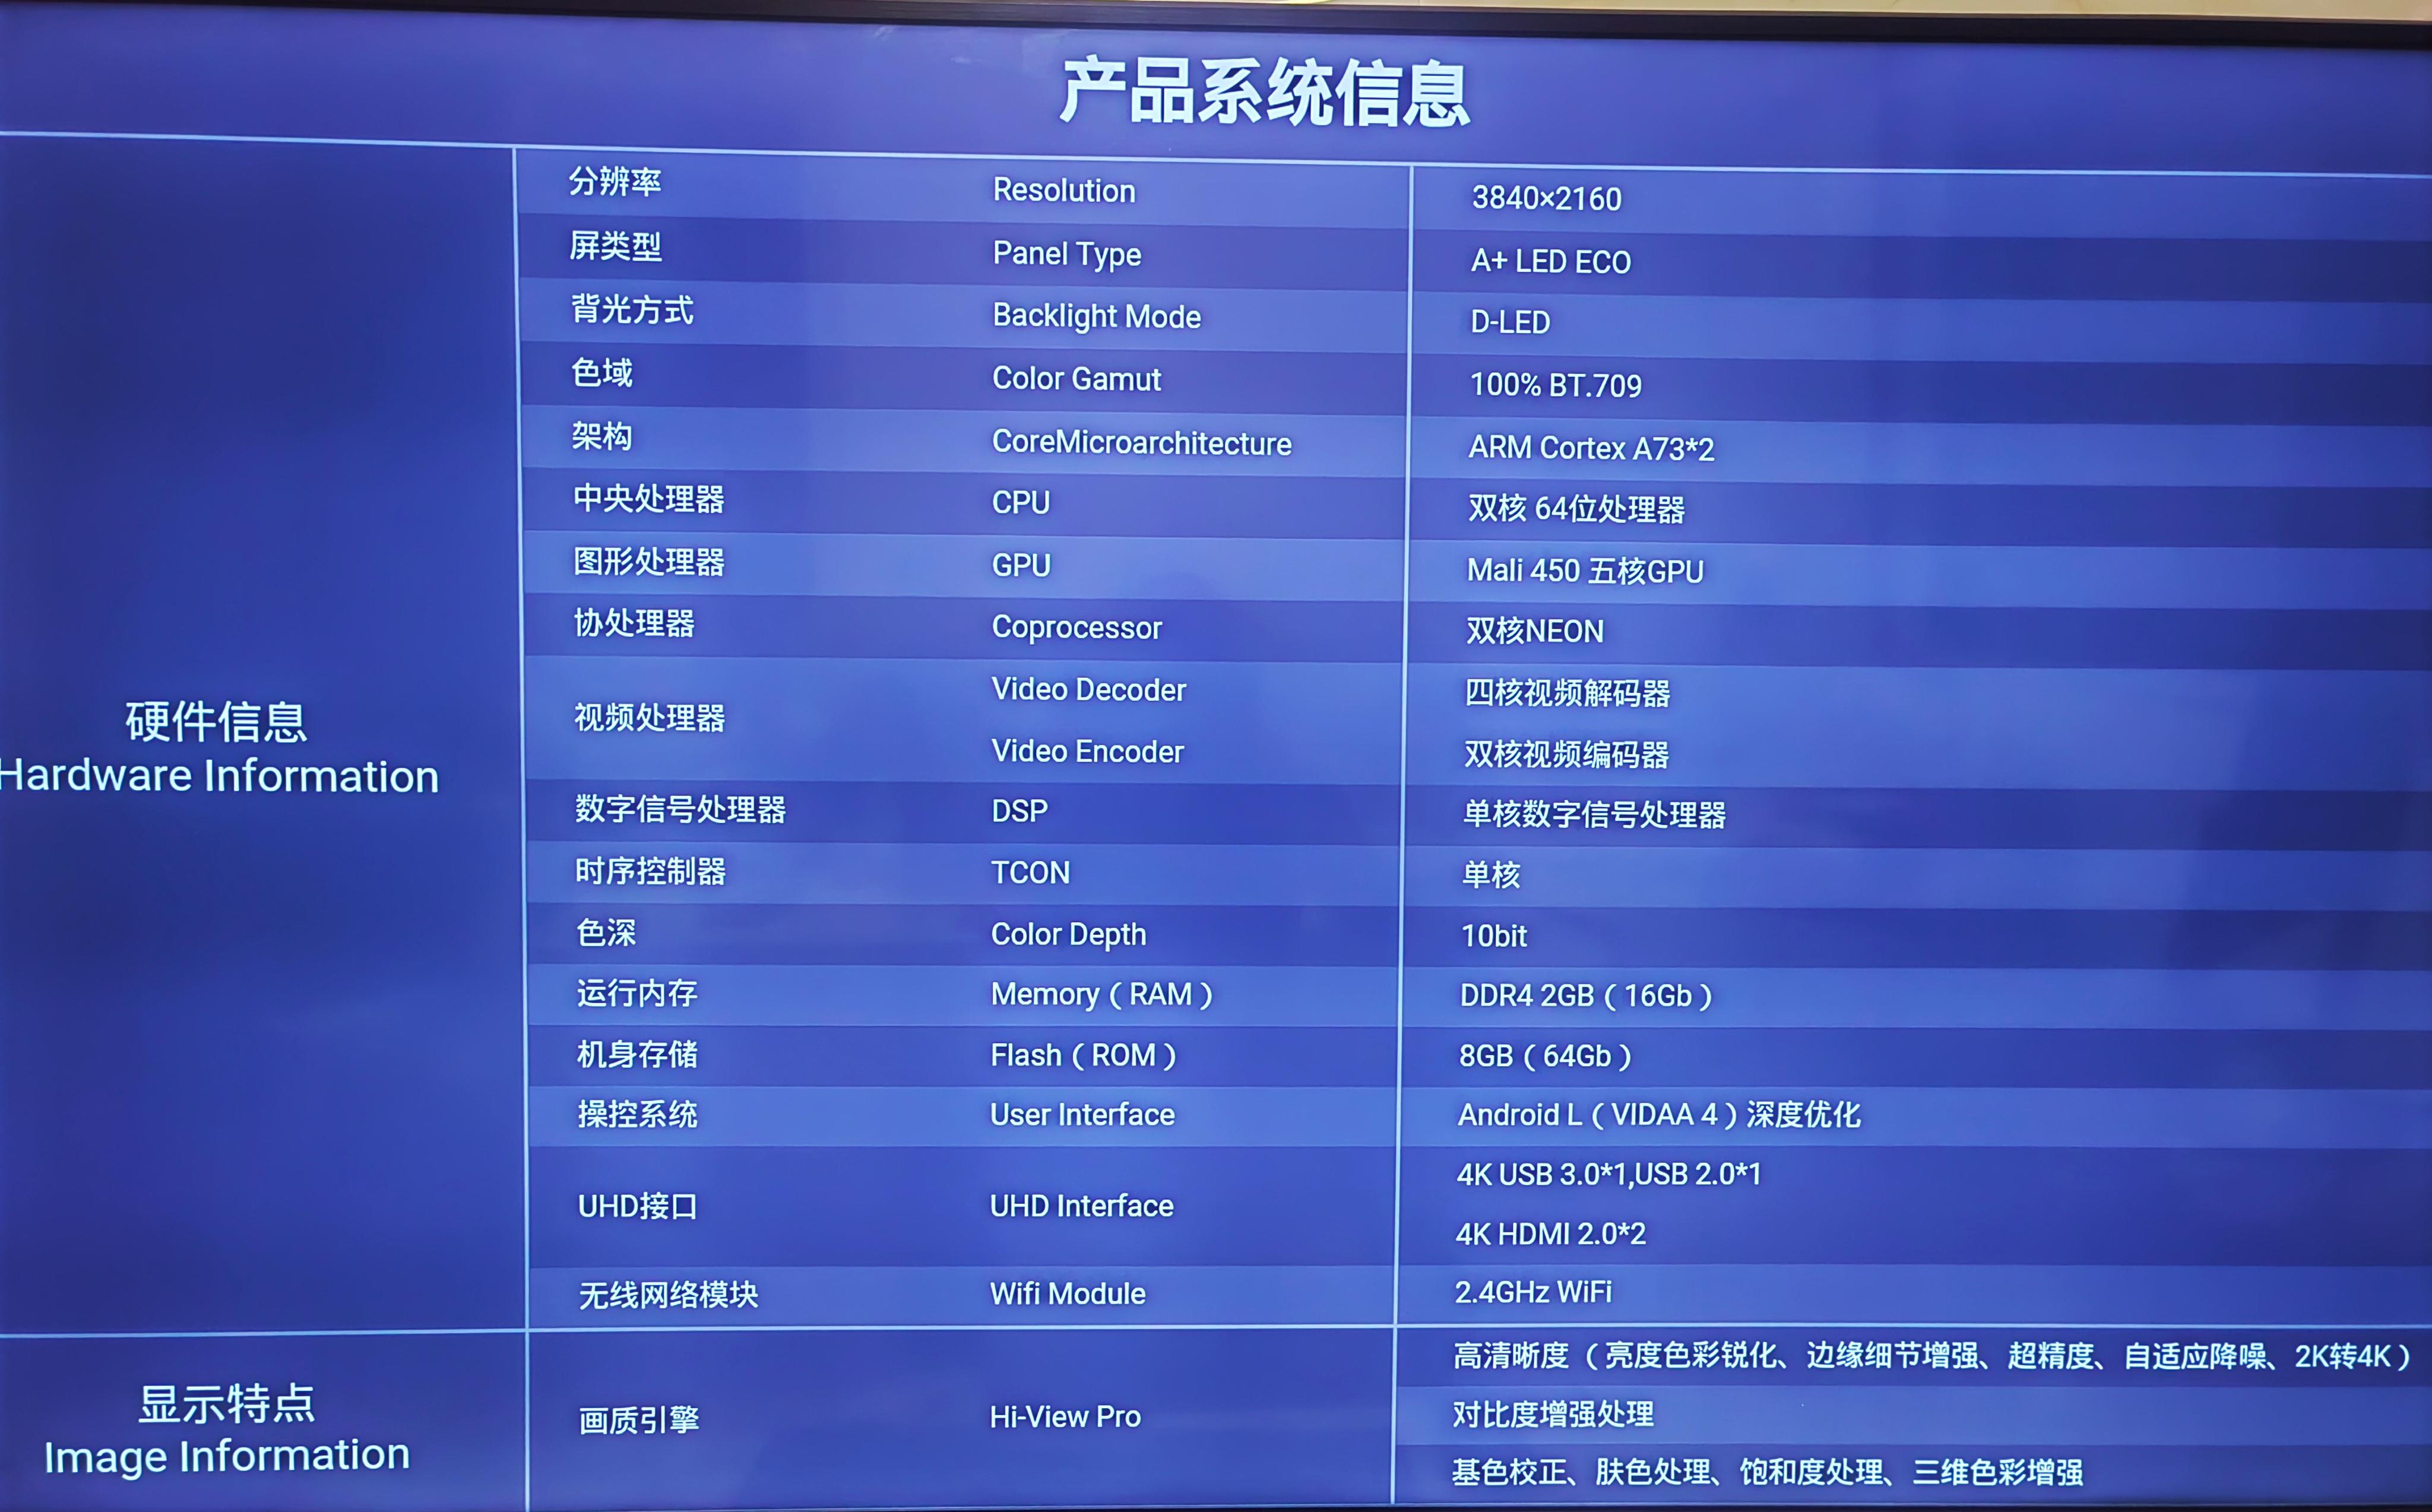 产品系统信息
分辨率 Resolution 3840×2160
屏类型 Panel Type A+ LED ECO
背光方式 Backlight Mode D-LED
色域 Color Gamut 100% BT.709
架构 CoreMicroarchitecture ARM Cortex A73*2
中央处理器 CPU 双核 64位处理器
图形处理器 GPU Mali 450 五核GPU
协处理器 Coprocessor 双核NEON
硬件信息
Hardware Information
视频处理器
Video Decoder 四核视频解码器
Video Encoder 双核视频编码器
数字信号处理器 DSP 单核数字信号处理器
时序控制器 TCON 单核
色深 Color Depth 10bit
运行内存 Memory（RAM） DDR4 2GB（16Gb）
机身存储 Flash（ROM） 8GB（64Gb）
操控系统 User Interface Android L（VIDAA 4）深度优化
UHD接口 UHD Interface
4K USB 3.0*1,USB 2.0*1
4K HDMI 2.0*2
无线网络模块 Wifi Module 2.4GHz WiFi
显示特点
Image Information
画质引擎 Hi-View Pro
高清晰度（亮度色彩锐化、边缘细节增强、超精度、自适应降噪、2K转4K）
对比度增强处理
基色校正、肤色处理、饱和度处理、三维色彩增强